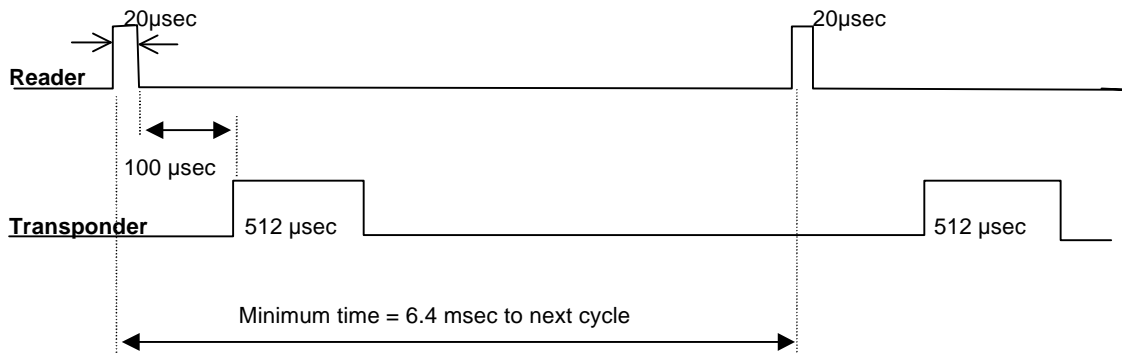 20µsec
20µsec
Reader
100 µsec
Transponder
512 µsec
512 µsec
Minimum time = 6.4 msec to next cycle